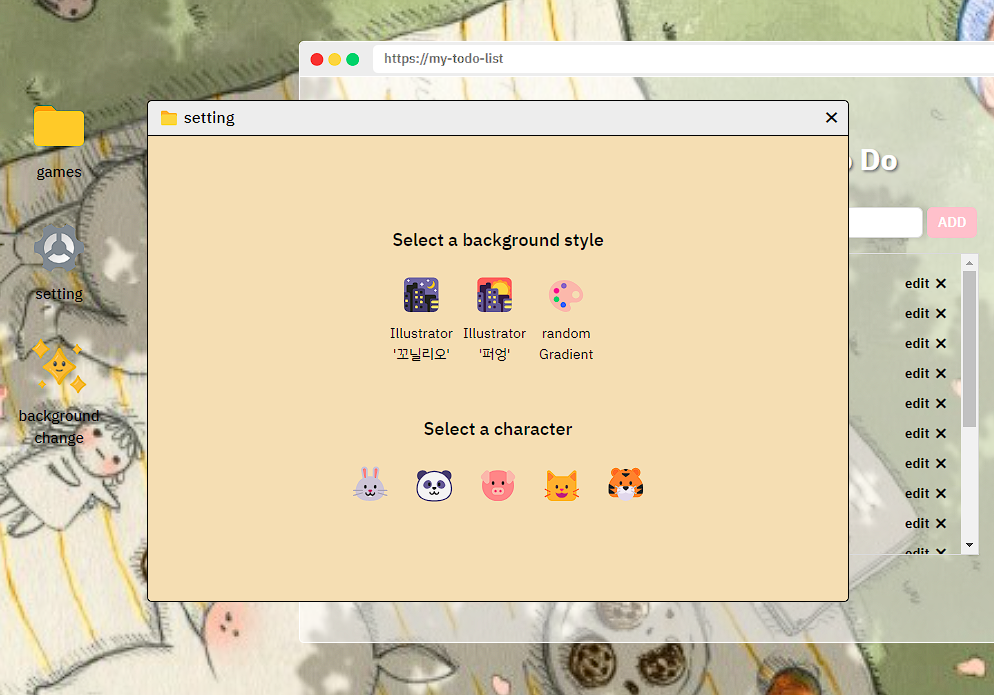 https://my-todo-list
setting
games
setting
background
change
Select a background style
Illustrator
'꼬닐리오'
Illustrator
'퍼엉'
random
Gradient
Select a character
Do
ADD
edit
edit
edit
edit
edit
edit
edit
edit
edit
edit